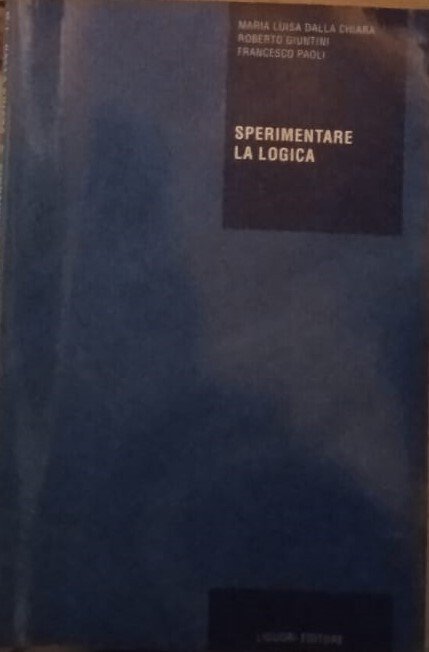 MARIA LUISA DALLA CHIARA
ROBERTO GIUNTINI
FRANCESCO PAOLI
SPERIMENTARE
LA LOGICA
LIGUORI EDITORE